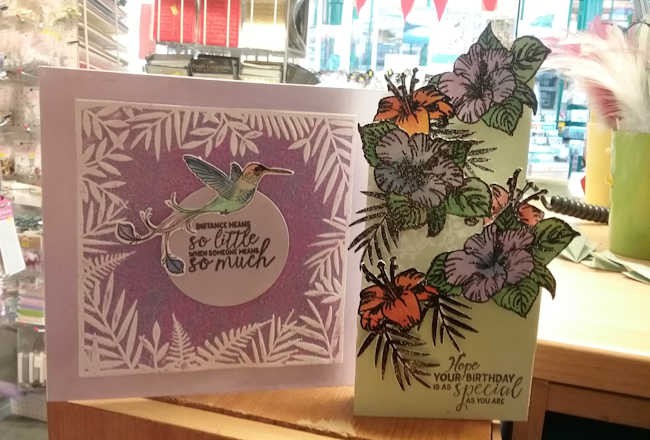 DISTANCE MEANS
so little
WHEN SOMEONE MEANS
so much
Hope
YOUR BIRTHDAY
IS AS special
AS YOU ARE